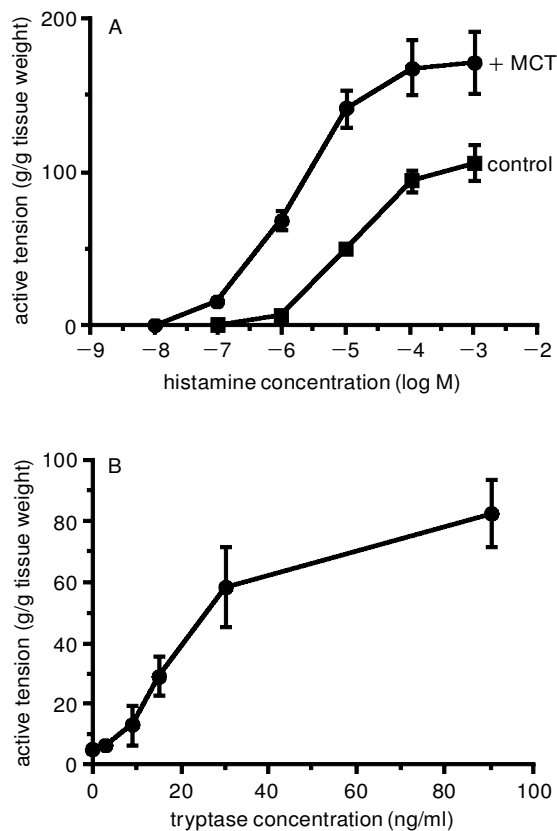 A
200
100
0
active tension (g/g tissue weight)
+ MCT
control
−9 −8 −7 −6 −5 −4 −3 −2
histamine concentration (log M)
B
100
80
60
40
20
0
active tension (g/g tissue weight)
0 20 40 60 80 100
tryptase concentration (ng/ml)